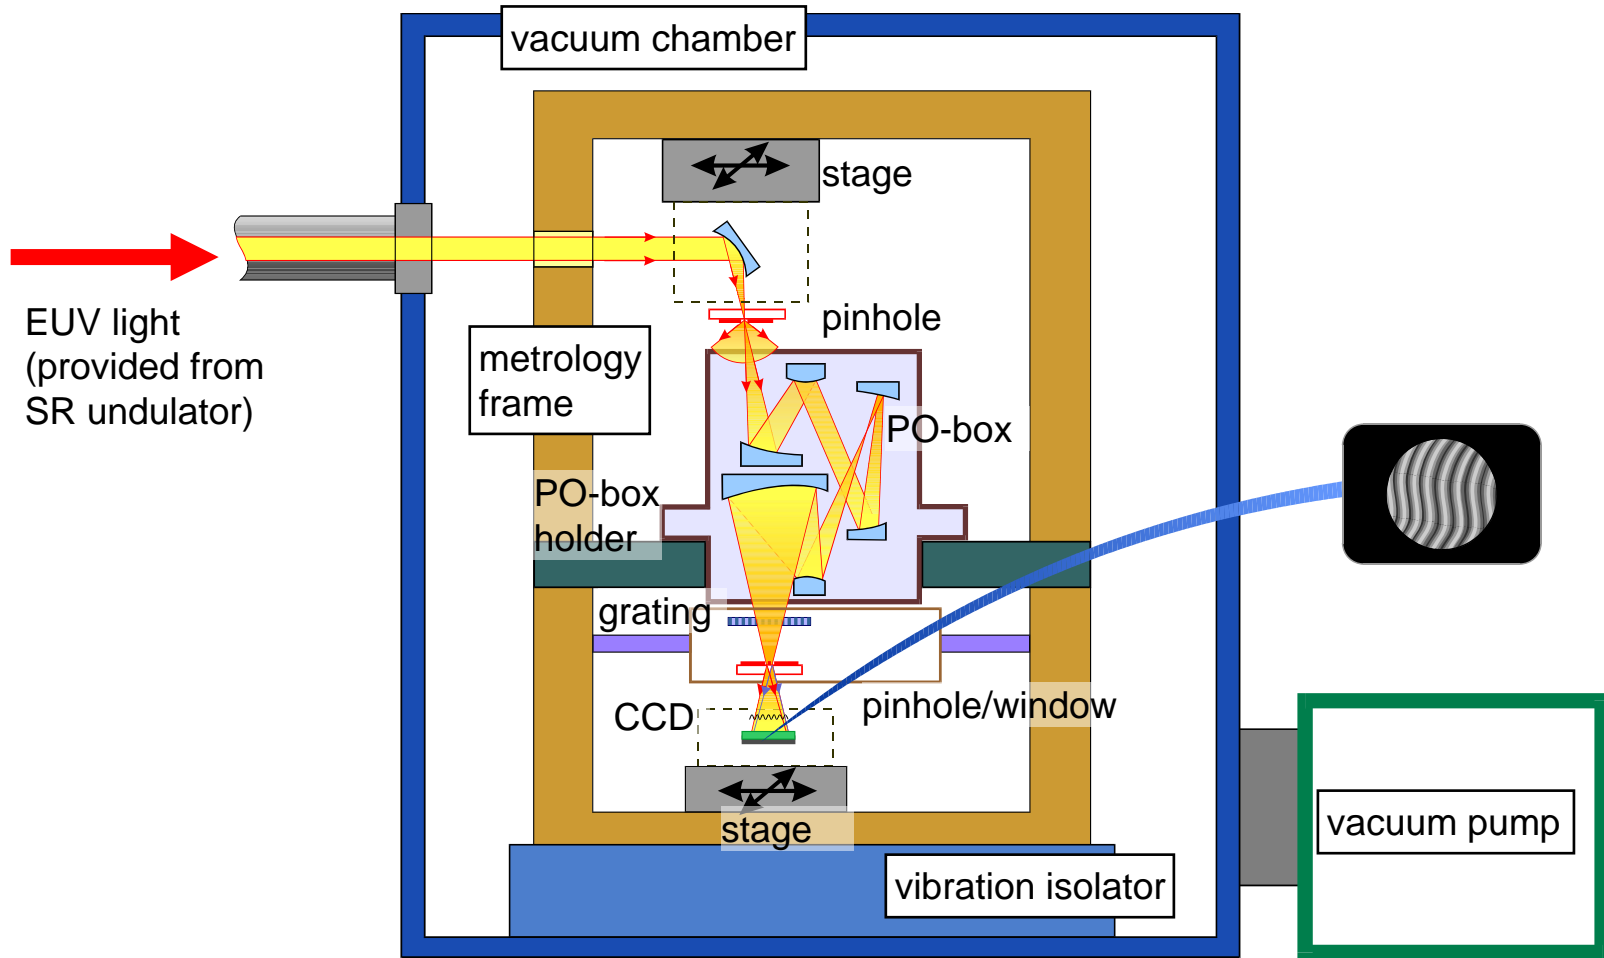 vacuum chamber
stage
EUV light
(provided from
SR undulator)
pinhole
metrology
frame
PO-box
PO-box
holder
grating
CCD
pinhole/window
stage
vacuum pump
vibration isolator